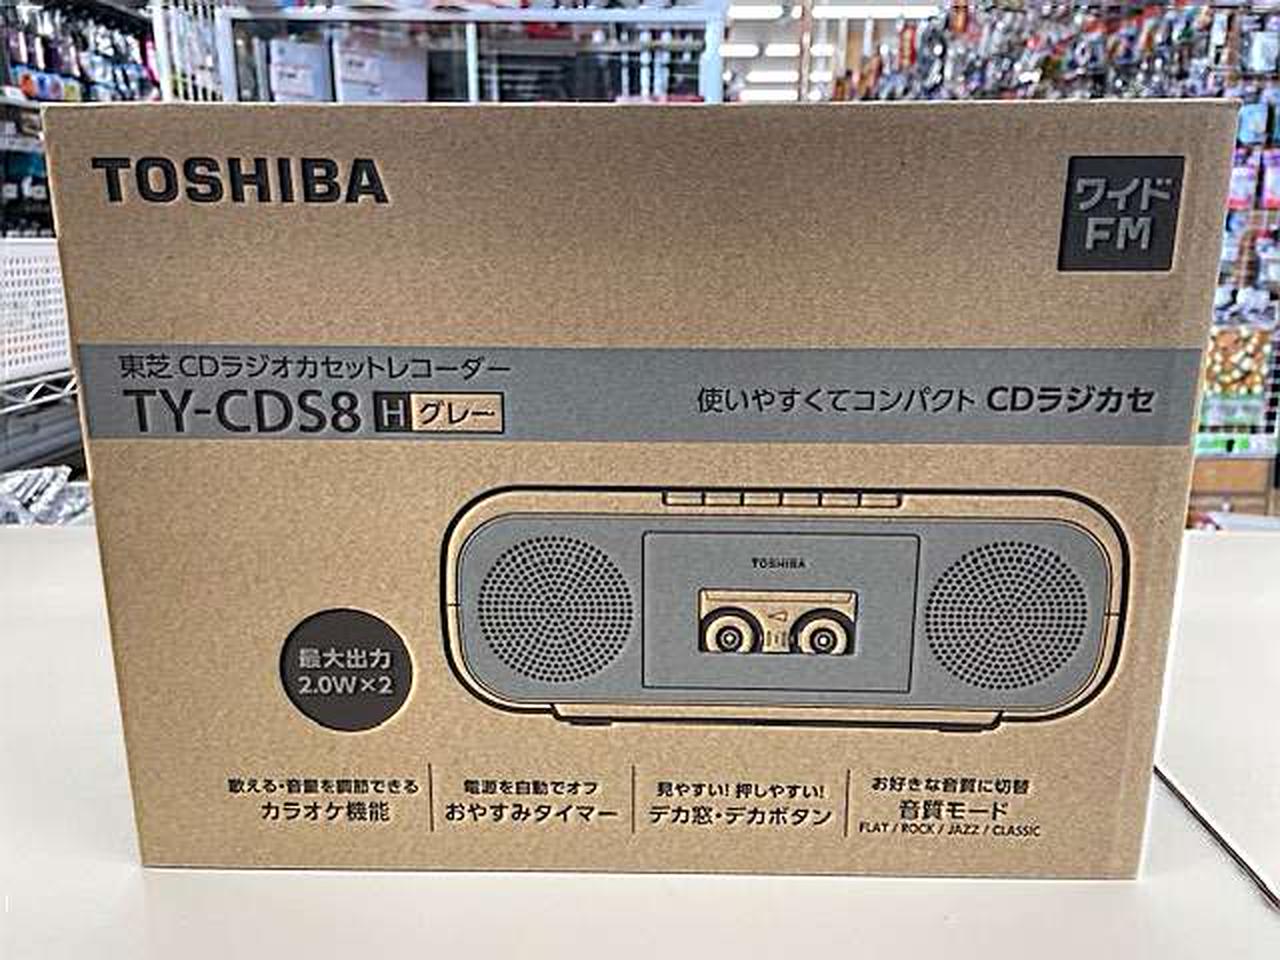 TOSHIBA
ワイド
FM
東芝 CDラジオカセットレコーダー
TY-CDS8 H グレー
使いやすくてコンパクト CDラジカセ
TOSHIBA
最大出力
2.0W×2
歌える・音量を調節できる
カラオケ機能
電源を自動でオフ
おやすみタイマー
見やすい! 押しやすい!
デカ窓・デカボタン
お好きな音質に切替
音質モード
FLAT / ROCK / JAZZ / CLASSIC